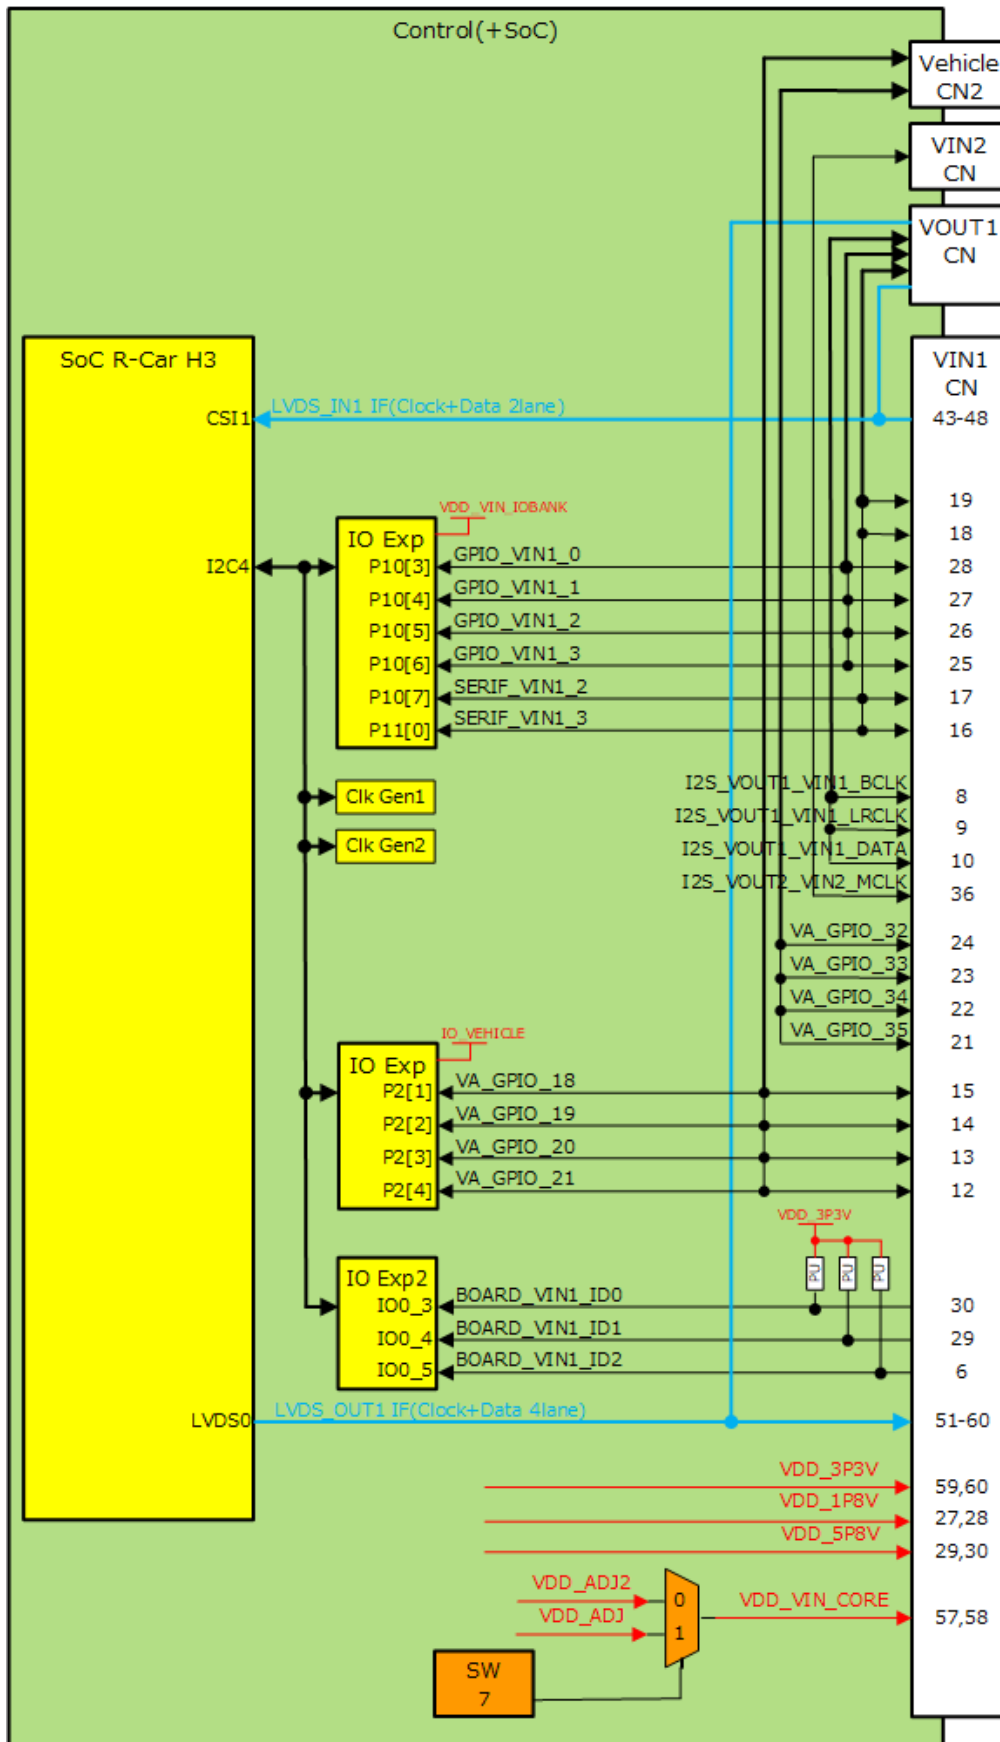 Control(+SoC)
Vehicle
CN2
VIN2
CN
VOUT1
CN
SoC R-Car H3
VIN1
CN
CSI1
LVDS_IN1 IF(Clock+Data 2lane)
43-48
19
VDD_VIN_IOBANK
18
IO Exp
I2C4
P10[3]
GPIO_VIN1_0
28
P10[4]
GPIO_VIN1_1
27
P10[5]
GPIO_VIN1_2
26
P10[6]
GPIO_VIN1_3
25
P10[7]
SERIF_VIN1_2
17
P11[0]
SERIF_VIN1_3
16
Clk Gen1
I2S_VOUT1_VIN1_BCLK
8
I2S_VOUT1_VIN1_LRCLK
9
Clk Gen2
I2S_VOUT1_VIN1_DATA
10
I2S_VOUT2_VIN2_MCLK
36
VA_GPIO_32
24
VA_GPIO_33
23
VA_GPIO_34
22
VA_GPIO_35
21
IO_VEHICLE
IO Exp
P2[1]
VA_GPIO_18
15
P2[2]
VA_GPIO_19
14
P2[3]
VA_GPIO_20
13
P2[4]
VA_GPIO_21
12
VDD_3P3V
PU
PU
PU
IO Exp2
IO0_3
BOARD_VIN1_ID0
30
IO0_4
BOARD_VIN1_ID1
29
IO0_5
BOARD_VIN1_ID2
6
LVDS0
LVDS_OUT1 IF(Clock+Data 4lane)
51-60
VDD_3P3V
59,60
VDD_1P8V
27,28
VDD_5P8V
29,30
VDD_ADJ2
0
VDD_VIN_CORE
57,58
VDD_ADJ
1
SW
7